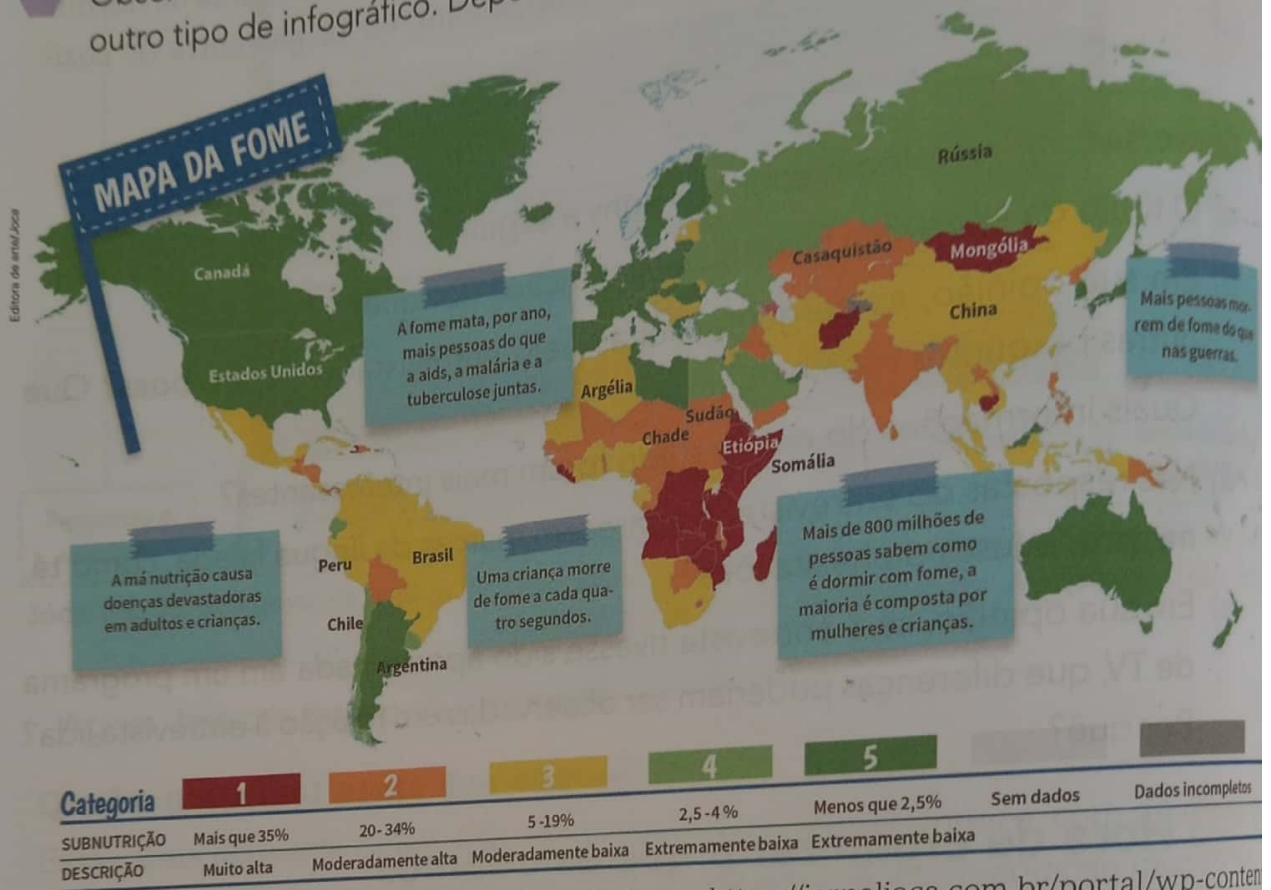 outro tipo de infográfico.
Editora de arte/Joca
MAPA DA FOME
Canadá
Estados Unidos
Rússia
Casaquistão
Mongólia
China
Argélia
Sudão
Chade
Etiópia
Somália
Peru
Brasil
Chile
Argentina
A fome mata, por ano,
mais pessoas do que
a aids, a malária e a
tuberculose juntas.
Mais pessoas mor-
rem de fome do que
nas guerras.
A má nutrição causa
doenças devastadoras
em adultos e crianças.
Uma criança morre
de fome a cada qua-
tro segundos.
Mais de 800 milhões de
pessoas sabem como
é dormir com fome, a
maioria é composta por
mulheres e crianças.
Categoria 1 2 3 4 5 Sem dados Dados incompletos
SUBNUTRIÇÃO Mais que 35% 20-34% 5-19% 2,5-4% Menos que 2,5%
DESCRIÇÃO Muito alta Moderadamente alta Moderadamente baixa Extremamente baixa Extremamente baixa
.com.br/portal/wp-content